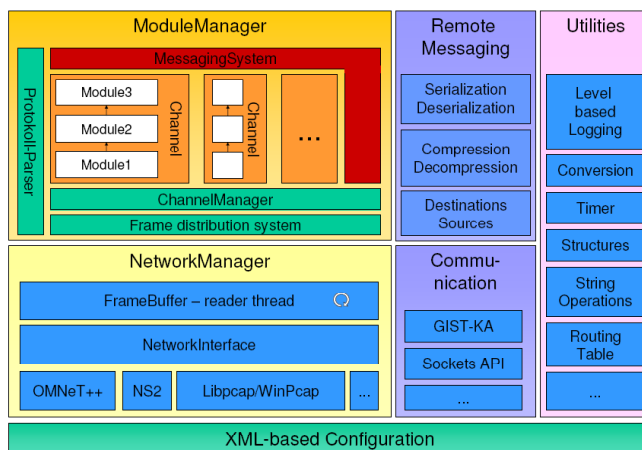 ModuleManager
MessagingSystem
Protokoll-Parser
Module3
Module2
Module1
Channel
Channel
...
ChannelManager
Frame distribution system
Remote
Messaging
Serialization
Deserialization
Compression
Decompression
Destinations
Sources
Utilities
Level
based
Logging
Conversion
Timer
Structures
String
Operations
Routing
Table
...
NetworkManager
FrameBuffer – reader thread
NetworkInterface
OMNeT++
NS2
Libpcap/WinPcap
...
Commu-
nication
GIST-KA
Sockets API
...
XML-based Configuration